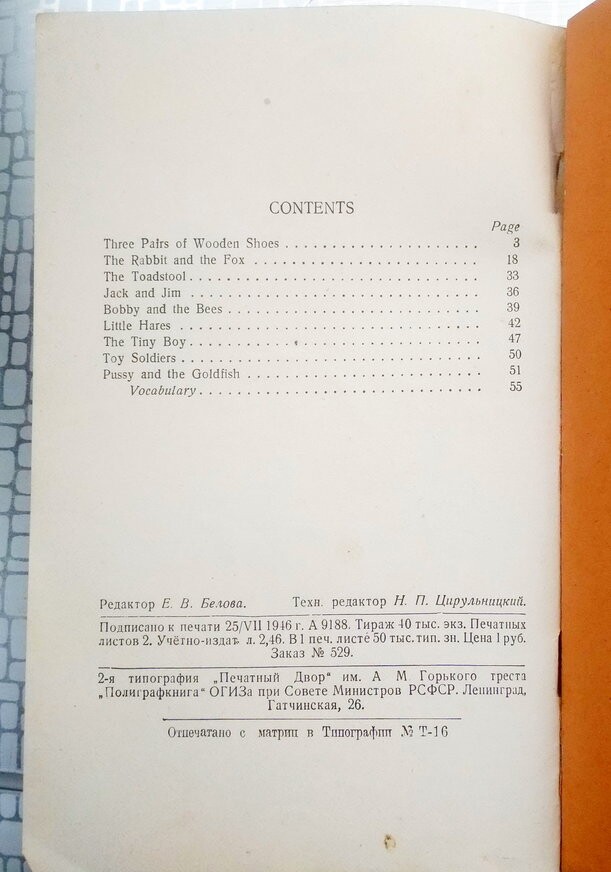 CONTENTS
Page
Three Pairs of Wooden Shoes . . . . . . . . . . . . . . . . . . . . . 3
The Rabbit and the Fox . . . . . . . . . . . . . . . . . . . . . . . . 18
The Toadstool . . . . . . . . . . . . . . . . . . . . . . . . . . . . . . . 33
Jack and Jim . . . . . . . . . . . . . . . . . . . . . . . . . . . . . . . 36
Bobby and the Bees . . . . . . . . . . . . . . . . . . . . . . . . . . . 39
Little Hares . . . . . . . . . . . . . . . . . . . . . . . . . . . . . . . . 42
The Tiny Boy . . . . . . . . . . . . . . . . . . . . . . . . . . . . . . . 47
Toy Soldiers . . . . . . . . . . . . . . . . . . . . . . . . . . . . . . . . 50
Pussy and the Goldfish . . . . . . . . . . . . . . . . . . . . . . . . . 51
Vocabulary . . . . . . . . . . . . . . . . . . . . . . . . . . . . . . 55
Редактор Е. В. Белова. Техн. редактор Н. П. Цирульницкий.
Подписано к печати 25/VII 1946 г. А 9188. Тираж 40 тыс. экз. Печатных
листов 2. Учётно-издат. л. 2,46. В 1 печ. листе 50 тыс. тип. зн. Цена 1 руб.
Заказ № 529.
2-я типография „Печатный Двор" им. А М Горького треста
„Полиграфкнига" ОГИЗа при Совете Министров РСФСР. Ленинград,
Гатчинская, 26.
Отпечатано с матриц в Типографии № Т-16